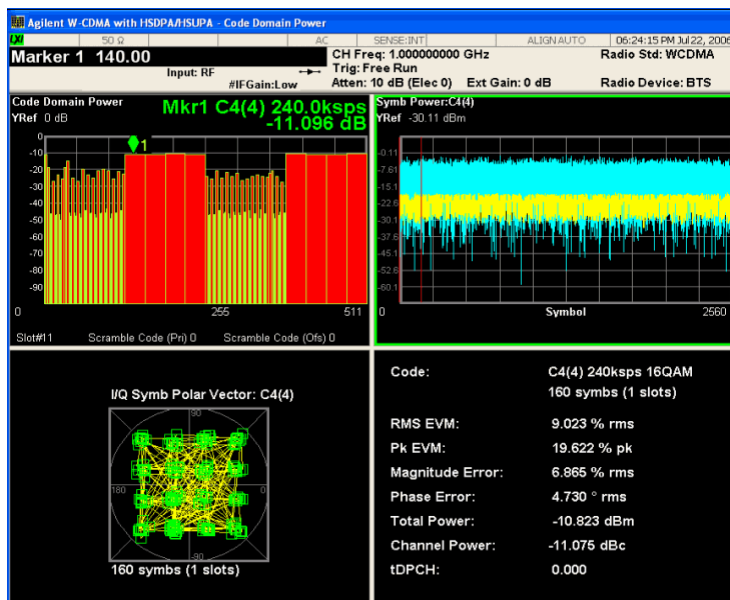 Agilent W-CDMA with HSDPA/HSUPA - Code Domain Power
LXI 50 Ω AC SENSE:INT ALIGN AUTO 06:24:15 PM Jul 22, 2006
Marker 1 140.00
Input: RF
#IFGain:Low
CH Freq: 1.000000000 GHz
Trig: Free Run
Atten: 10 dB (Elec 0) Ext Gain: 0 dB
Radio Std: WCDMA
Radio Device: BTS
Code Domain Power
YRef 0 dB
Mkr1 C4(4) 240.0ksps
-11.096 dB
0
1
-10
-20
-30
-40
-50
-60
-70
-80
-90
0 255 511
Slot#11 Scramble Code (Pri) 0 Scramble Code (Ofs) 0
Symb Power:C4(4)
YRef -30.11 dBm
-0.11
-7.61
-15.1
-22.6
-30.1
-37.6
-45.1
-52.6
-60.1
0 Symbol 2560
I/Q Symb Polar Vector: C4(4)
90
180 0
-90
160 symbs (1 slots)
Code: C4(4) 240ksps 16QAM
160 symbs (1 slots)
RMS EVM: 9.023 % rms
Pk EVM: 19.622 % pk
Magnitude Error: 6.865 % rms
Phase Error: 4.730 ° rms
Total Power: -10.823 dBm
Channel Power: -11.075 dBc
tDPCH: 0.000